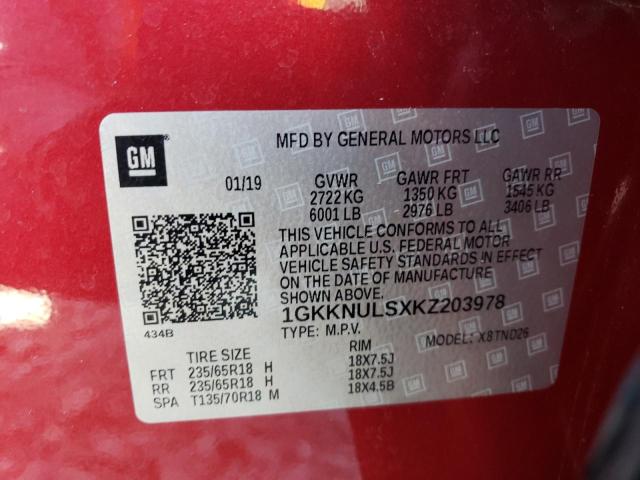 GM
MFD BY GENERAL MOTORS LLC
01/19 GVWR GAWR FRT GAWR RR
2722 KG 1350 KG 1545 KG
6001 LB 2976 LB 3406 LB
THIS VEHICLE CONFORMS TO ALL
APPLICABLE U.S. FEDERAL MOTOR
VEHICLE SAFETY STANDARDS IN EFFECT
ON THE DATE OF MANUFACTURE
SHOWN ABOVE.
1GKKNULSXKZ203978
434B TYPE: M.P.V. MODEL: X8TND26
TIRE SIZE RIM
FRT 235/65R18 H 18X7.5J
RR 235/65R18 H 18X7.5J
SPA T135/70R18 M 18X4.5B